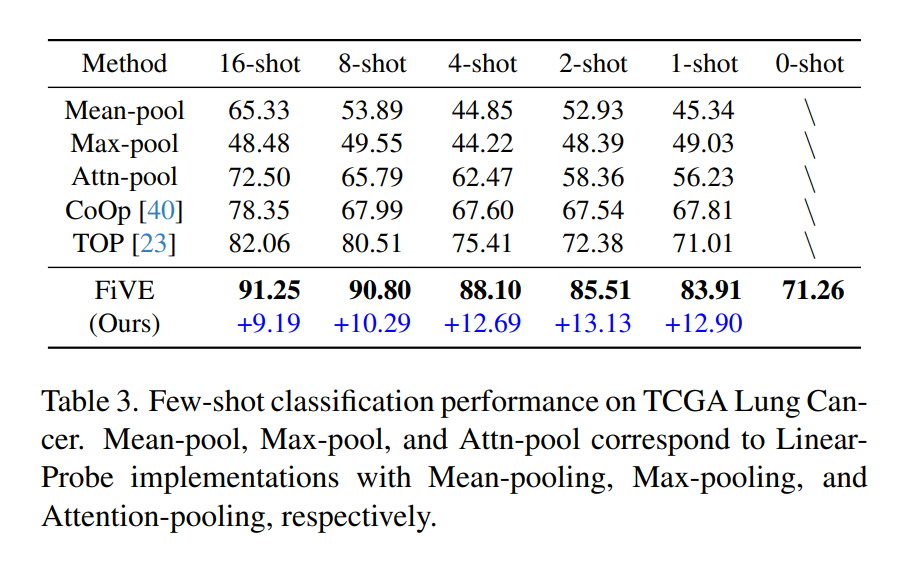 Method 16-shot 8-shot 4-shot 2-shot 1-shot 0-shot
Mean-pool 65.33 53.89 44.85 52.93 45.34 \
Max-pool 48.48 49.55 44.22 48.39 49.03 \
Attn-pool 72.50 65.79 62.47 58.36 56.23 \
CoOp [40] 78.35 67.99 67.60 67.54 67.81 \
TOP [23] 82.06 80.51 75.41 72.38 71.01 \
FiVE 91.25 90.80 88.10 85.51 83.91 71.26
(Ours) +9.19 +10.29 +12.69 +13.13 +12.90
Table 3. Few-shot classification performance on TCGA Lung Can-
cer. Mean-pool, Max-pool, and Attn-pool correspond to Linear-
Probe implementations with Mean-pooling, Max-pooling, and
Attention-pooling, respectively.